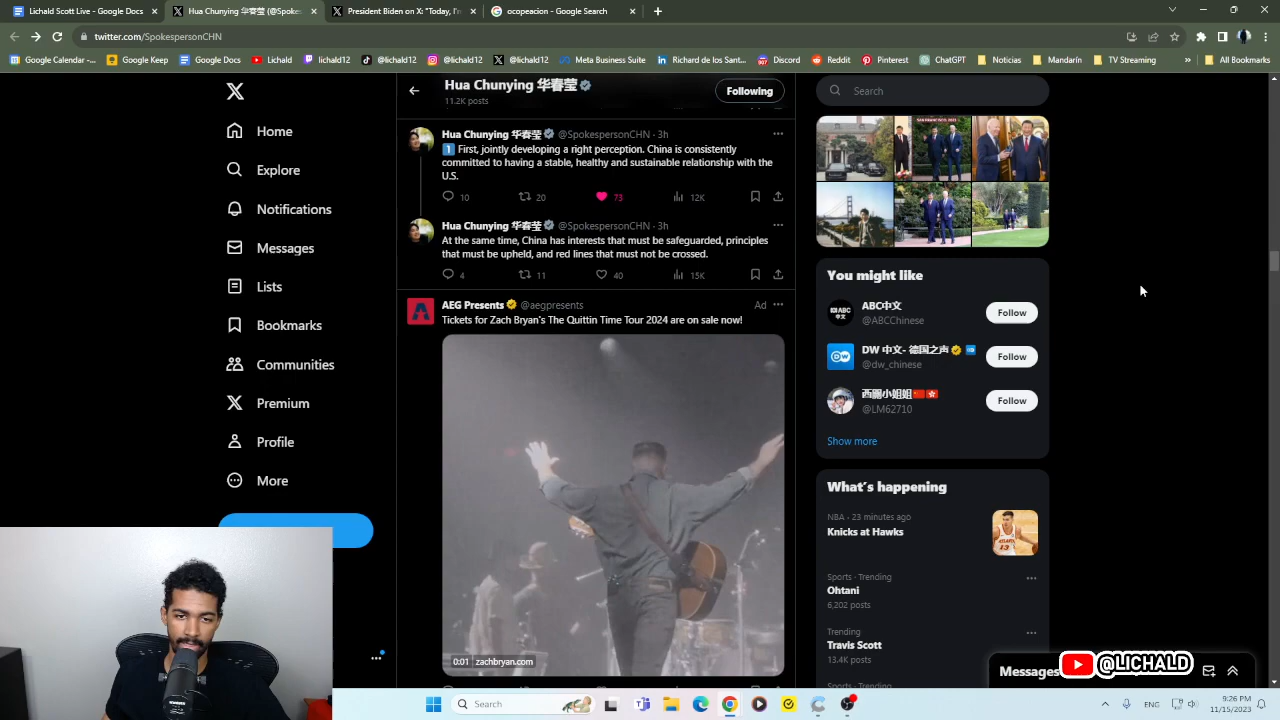 Lichald Scott Live - Google Docs
Hua Chunying 华春莹 (@Spoke
President Biden on X: "Today, I'
ocopeacion - Google Search
twitter.com/SpokespersonCHN
Google Calendar -...
Google Keep
Google Docs
Lichald
lichald12
@lichald12
@lichald12
@lichald12
Meta Business Suite
Richard de los Sant...
Discord
Reddit
Pinterest
ChatGPT
Noticias
Mandarín
TV Streaming
»
All Bookmarks
Home
Explore
Notifications
Messages
Lists
Bookmarks
Communities
Premium
Profile
More
Hua Chunying 华春莹
11.2K posts
Following
Hua Chunying 华春莹 @SpokespersonCHN · 3h
1 First, jointly developing a right perception. China is consistently
committed to having a stable, healthy and sustainable relationship with the
U.S.
10 20 73 12K
Hua Chunying 华春莹 @SpokespersonCHN · 3h
At the same time, China has interests that must be safeguarded, principles
that must be upheld, and red lines that must not be crossed.
4 11 40 15K
AEG Presents @aegpresents Ad
Tickets for Zach Bryan's The Quittin Time Tour 2024 are on sale now!
0:01 zachbryan.com
Search
You might like
ABC中文
@ABCChinese
Follow
DW 中文- 德国之声
@dw_chinese
Follow
@LM62710
Follow
Show more
What's happening
NBA · 23 minutes ago
Knicks at Hawks
Sports · Trending
Ohtani
6,202 posts
Trending
Travis Scott
13.4K posts
Messages
@LICHALD
Search
ENG
9:26 PM
11/15/2023